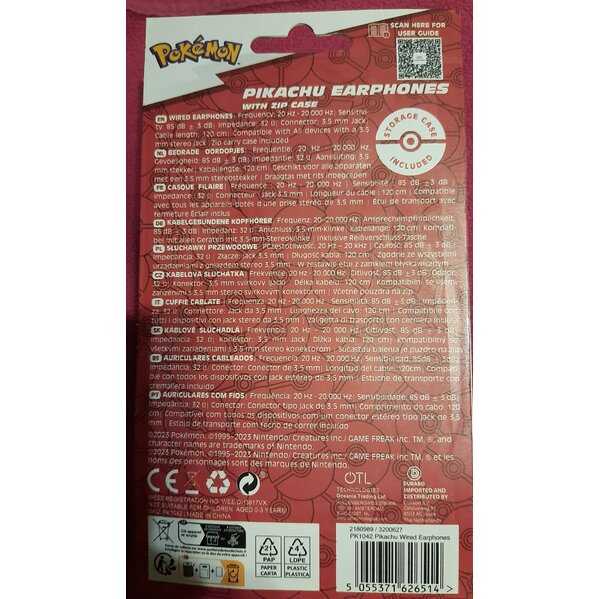 POKÉMON
SCAN HERE FOR
USER GUIDE
PIKACHU EARPHONES
WITH ZIP CASE
STORAGE CASE
INCLUDED
EN WIRED EARPHONES: Frequency: 20 Hz - 20.000 Hz | Sensitivi-
ty: 85 dB ± 3 dB | Impedance: 32 Ω | Connector: 3.5 mm Jack |
Cable length: 120 cm | Compatible with All devices with a 3.5
mm stereo jack | Zip carry case included
NL BEDRADE OORDOPJES: Frequentie: 20 Hz - 20.000 Hz |
Gevoeligheid: 85 dB ± 3 dB | Impedantie: 32 Ω | Aansluiting: 3.5
mm stekker | Kabellengte: 120 cm | Geschikt voor alle apparaten
met een 3.5 mm stereostekker | Draagtas met rits inbegrepen
FR CASQUE FILAIRE | Fréquence: 20 Hz - 20.000 Hz | Sensibilité: 85 dB ± 3 dB |
Impédance: 32 Ω | Connecteur: Jack 3.5 mm | Longueur du câble: 120 cm | Compatible
avec tous les appareils dotés d'une prise stéréo de 3.5 mm | Étui de transport avec
fermeture Éclair inclus
DE KABELGEBUNDENE KOPFHÖRER: Frequenz: 20-20.000 Hz | Ansprechempfindlichkeit:
85 dB ± 3 dB | Impedanz: 32 Ω | Anschluss: 3,5-mm-Klinke | Kabellänge: 120 cm | Kompati-
bel mit allen Geräten mit 3,5-mm-Stereoklinke | Inklusive Reißverschluss-Tragetasche
PL SŁUCHAWKI PRZEWODOWE: Częstotliwość: 20 Hz - 20.000 Hz | Czułość: 85 dB ± 3 dB |
Impedancja: 32 Ω | Złącze: Jack 3.5 mm | Długość kabla: 120 cm | Zgodne ze wszystkimi
urządzeniami z gniazdem stereo 3.5 mm | W zestawie etui z zamkiem błyskawicznym
CZ KABELOVÁ SLUCHÁTKA | Frekvence: 20 Hz - 20.000 Hz | Citlivost: 85 dB ± 3 dB | Odpor:
32 Ω | Konektor: 3.5 mm | Délka kabelu: 120 cm | Kompatibilní se všemi
zařízeními s 3.5 mm stereo konektorem | Včetně pouzdra na zip
IT CUFFIE CABLATE: Frequenza: 20 Hz - 20.000 Hz | Sensibilità: 85 dB ± 3 dB | Impedenza:
32 Ω | Connettore: Jack da 3.5 mm | Lunghezza del cavo: 120 cm | Compatibile con tutti i
dispositivi con jack stereo da 3.5 mm | Valigetta di trasporto con cerniera inclusa
SK KÁBLOVÉ SLÚCHADLÁ: Frekvencia: 20 Hz - 20.000 Hz | Citlivosť: 85 dB ± 3 dB |
Impedancia: 32 Ω | Konektor: 3.5 mm Jack | Dĺžka kábla: 120 cm | Kompatibilný so
všetkými zariadeniami s 3.5 mm stereo konektorom | Súčasťou balenia je puzdro na zips
ES AURICULARES CABLEADOS | Frecuencia: 20 Hz - 20.000 Hz | Sensibilidad: 85 dB ± 3 dB |
Impedancia: 32 Ω | Conector: Conector de 3.5 mm | Longitud del cable: 120 cm | Compati-
ble con todos los dispositivos con jack estéreo de 3.5 mm | Estuche de transporte con
cremallera incluido
PT AURICULARES COM FIOS | Frequência: 20 Hz - 20.000 Hz | Sensibilidade: 85 dB ± 3 dB |
Impedância: 32 Ω | Conector: Conector do tipo jack de 3,5 mm | Comprimento do cabo: 120
cm | Compatível com todos os dispositivos com um conector jack estéreo de 3,5 mm
| Estojo de transporte com fecho de correr incluído
©2023 Pokémon. ©1995–2023 Nintendo/Creatures Inc./GAME FREAK inc. TM, ®, and
character names are trademarks of Nintendo.
©2023 Pokémon. ©1995–2023 Nintendo/Creatures Inc./GAME FREAK inc. TM, ® et
les noms des personnages sont des marques de Nintendo.
CE
WEEE REGISTRATION NO: WEE/
NOT SUITABLE FOR CHILDREN (AGED 0-3 YEARS)
OTL
TECHNOLOGIES
Oceania Trading Ltd
DURABO
IMPORTED AND
DISTRIBUTED BY
Durabo C.V.
The Netherlands
Cet appareil
se recycle
21
PAP
PAPER
CARTA
4
LDPE
PLASTIC
PLASTICA
2180989 / 3200627
PK1042 Pikachu Wired Earphones
5 055371 626514 >